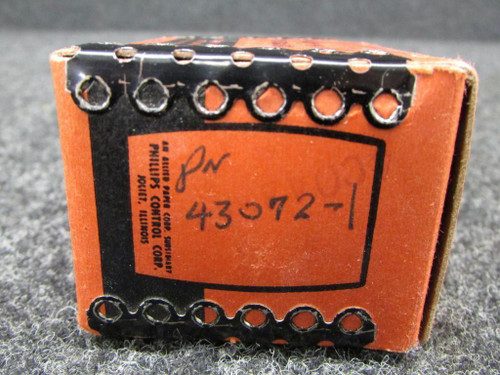 AN ALLIED PAPER CORP. SUBSIDIARY
PHILLIPS CONTROL CORP.
JOLIET, ILLINOIS
PN
43072-1